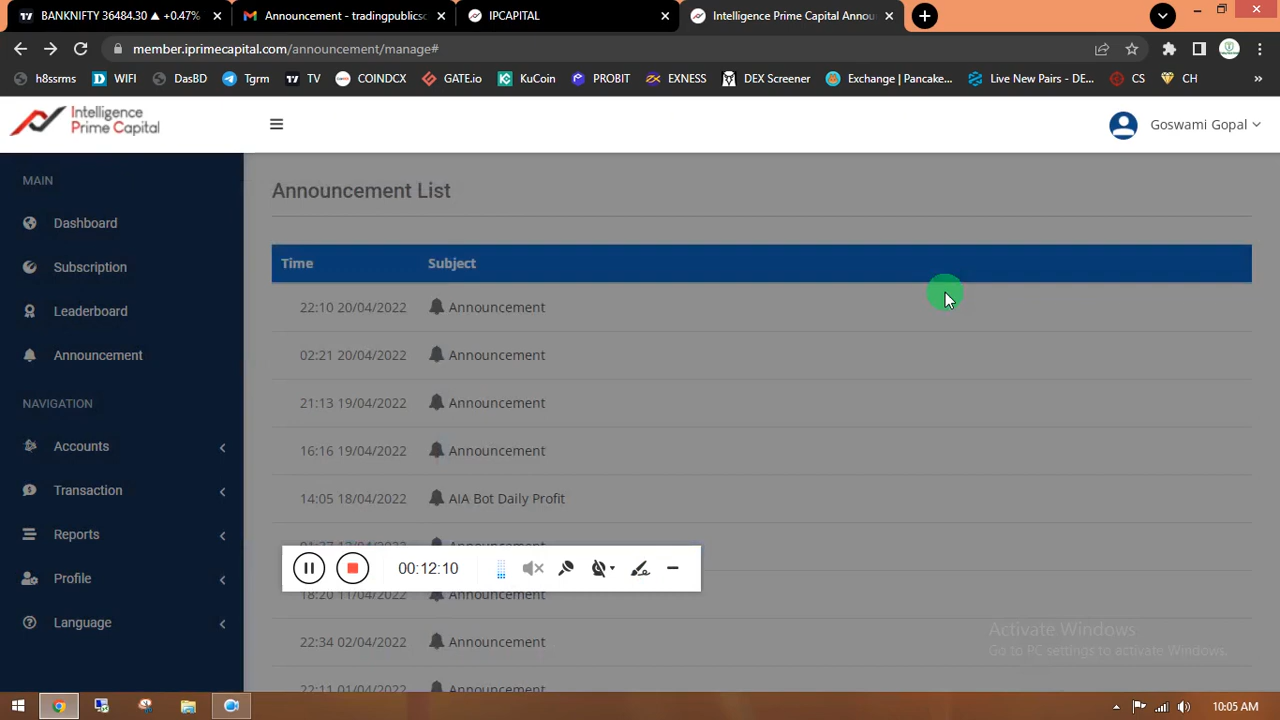 BANKNIFTY 36484.30 ▲ +0.47%
Announcement - tradingpublicsc
IPCAPITAL
Intelligence Prime Capital Annou
member.iprimecapital.com/announcement/manage#
h8ssrms
WIFI
DasBD
Tgrm
TV
COINDCX
GATE.io
KuCoin
PROBIT
EXNESS
DEX Screener
Exchange | Pancake...
Live New Pairs - DE...
CS
CH
Intelligence
Prime Capital
Goswami Gopal
MAIN
Dashboard
Subscription
Leaderboard
Announcement
NAVIGATION
Accounts
Transaction
Reports
Profile
Language
Announcement List
Time Subject
22:10 20/04/2022 Announcement
02:21 20/04/2022 Announcement
21:13 19/04/2022 Announcement
16:16 19/04/2022 Announcement
14:05 18/04/2022 AIA Bot Daily Profit
00:12:10
18:20 11/04/2022 Announcement
22:34 02/04/2022 Announcement
22:11 01/04/2022 Announcement
Activate Windows
Go to PC settings to activate Windows.
10:05 AM